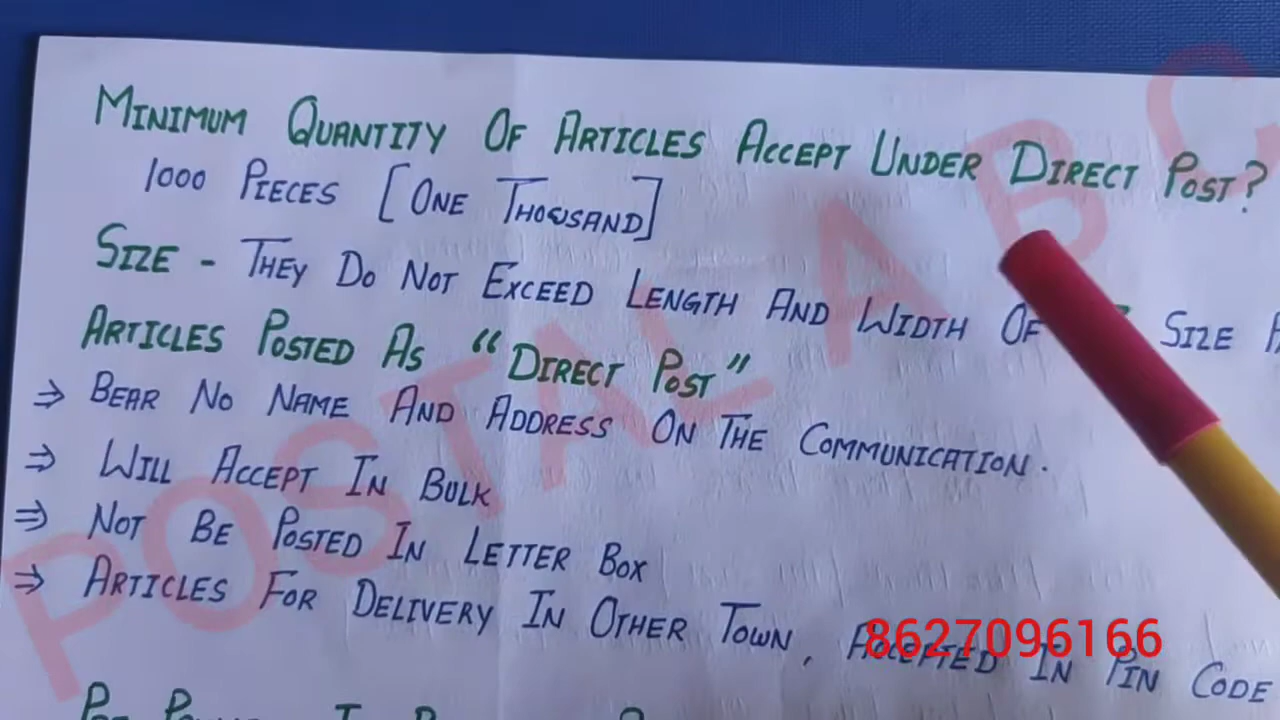 MINIMUM QUANTITY OF ARTICLES ACCEPT UNDER DIRECT POST?
1000 PIECES [ONE THOUSAND]
SIZE - THEY DO NOT EXCEED LENGTH AND WIDTH OF SIZE
ARTICLES POSTED AS "DIRECT POST"
⇒ BEAR NO NAME AND ADDRESS ON THE COMMUNICATION.
⇒ WILL ACCEPT IN BULK
⇒ NOT BE POSTED IN LETTER BOX
⇒ ARTICLES FOR DELIVERY IN OTHER TOWN, ACCEPTED IN PIN CODE
8627096166
POSTAL ABC